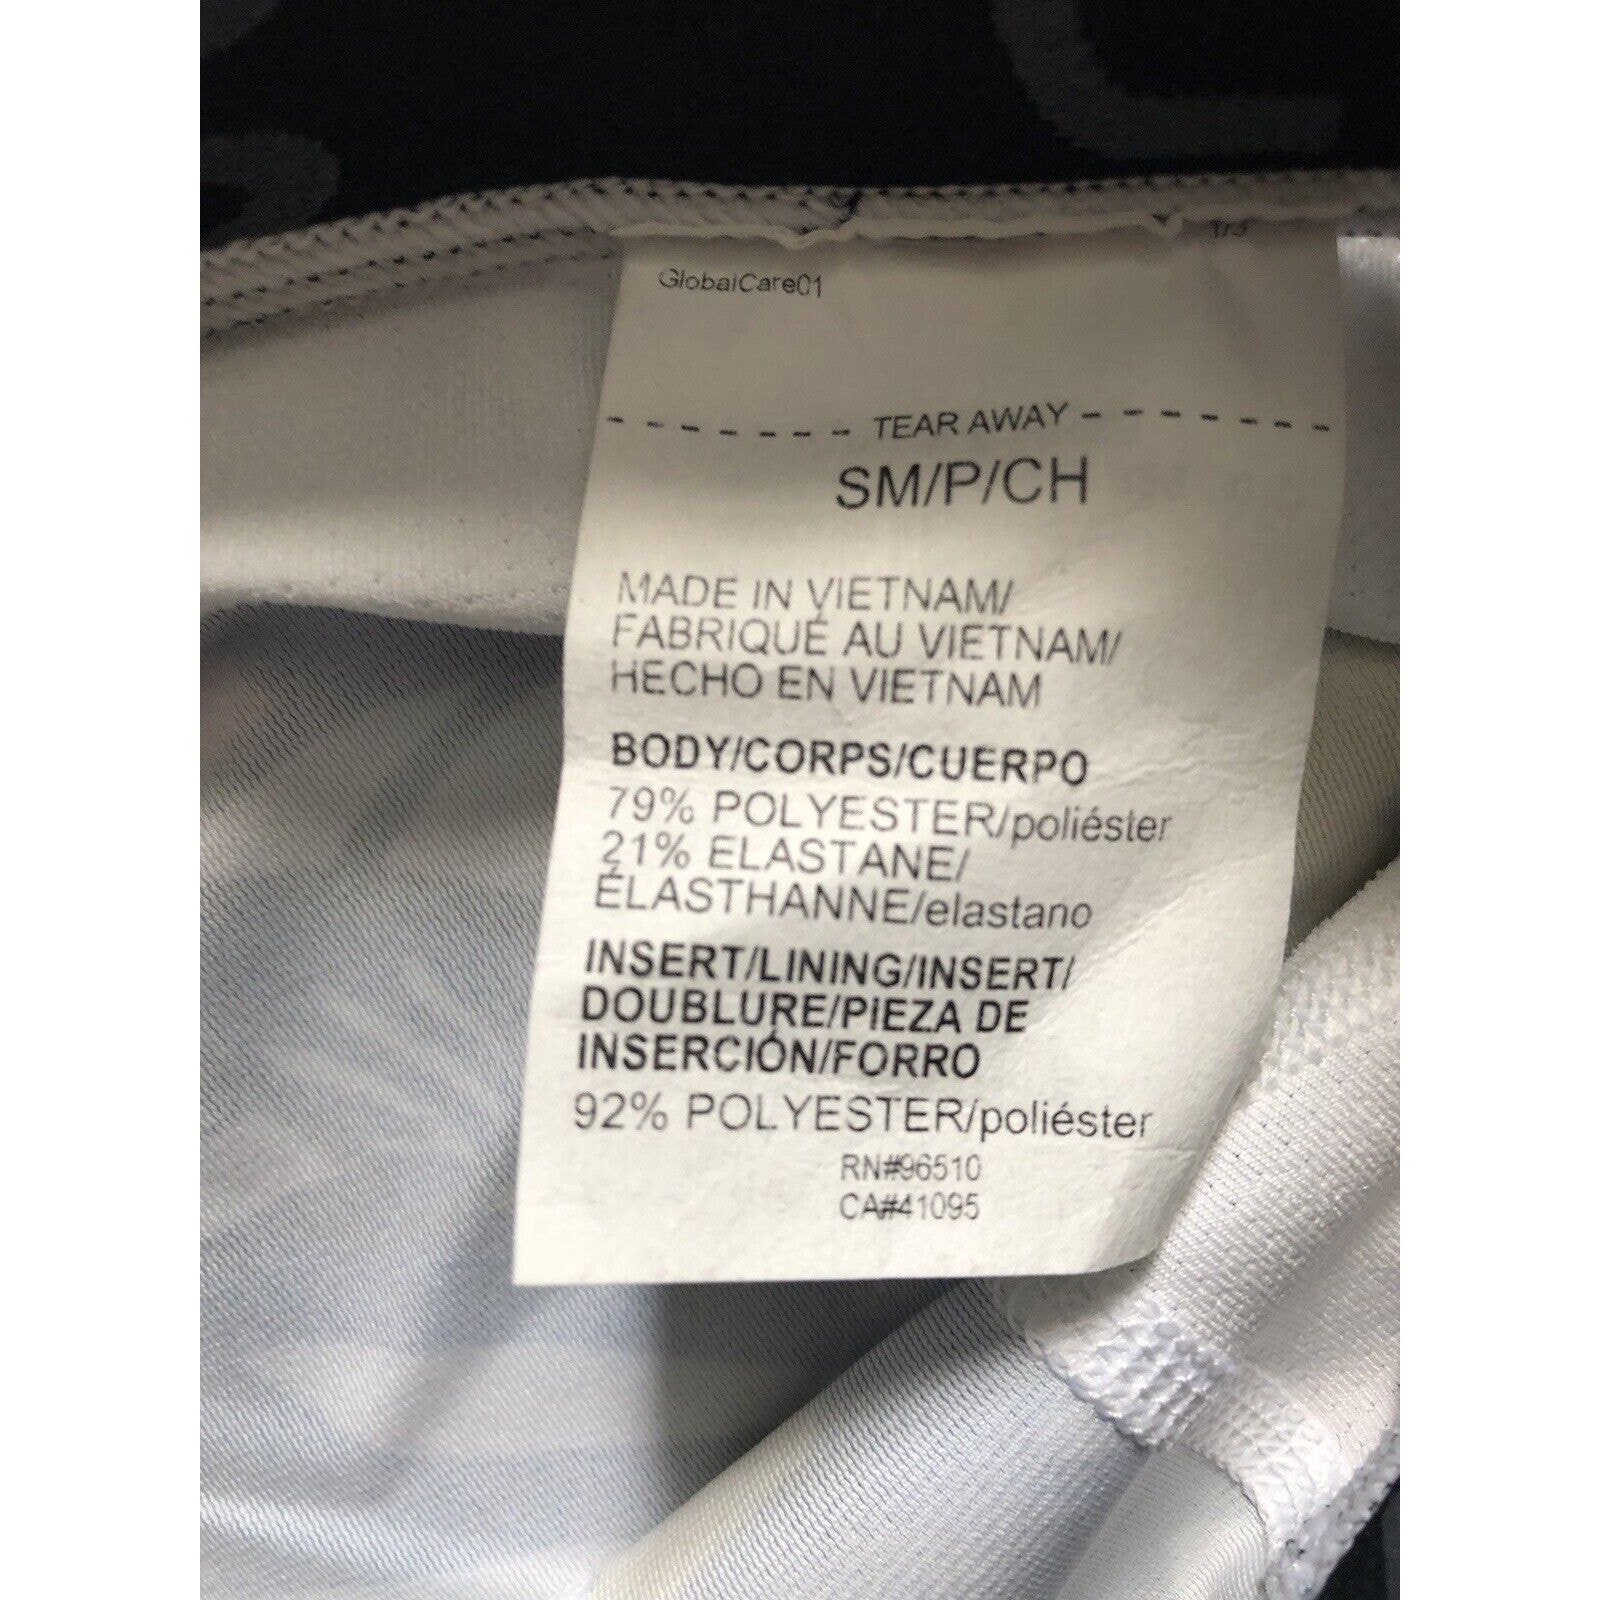 1/3
GlobalCare01
TEAR AWAY
SM/P/CH
MADE IN VIETNAM/
FABRIQUÉ AU VIETNAM/
HECHO EN VIETNAM
BODY/CORPS/CUERPO
79% POLYESTER/poliéster
21% ELASTANE/
ÉLASTHANNE/elastano
INSERT/LINING/INSERT/
DOUBLURE/PIEZA DE
INSERCIÓN/FORRO
92% POLYESTER/poliéster
RN#96510
CA#41095